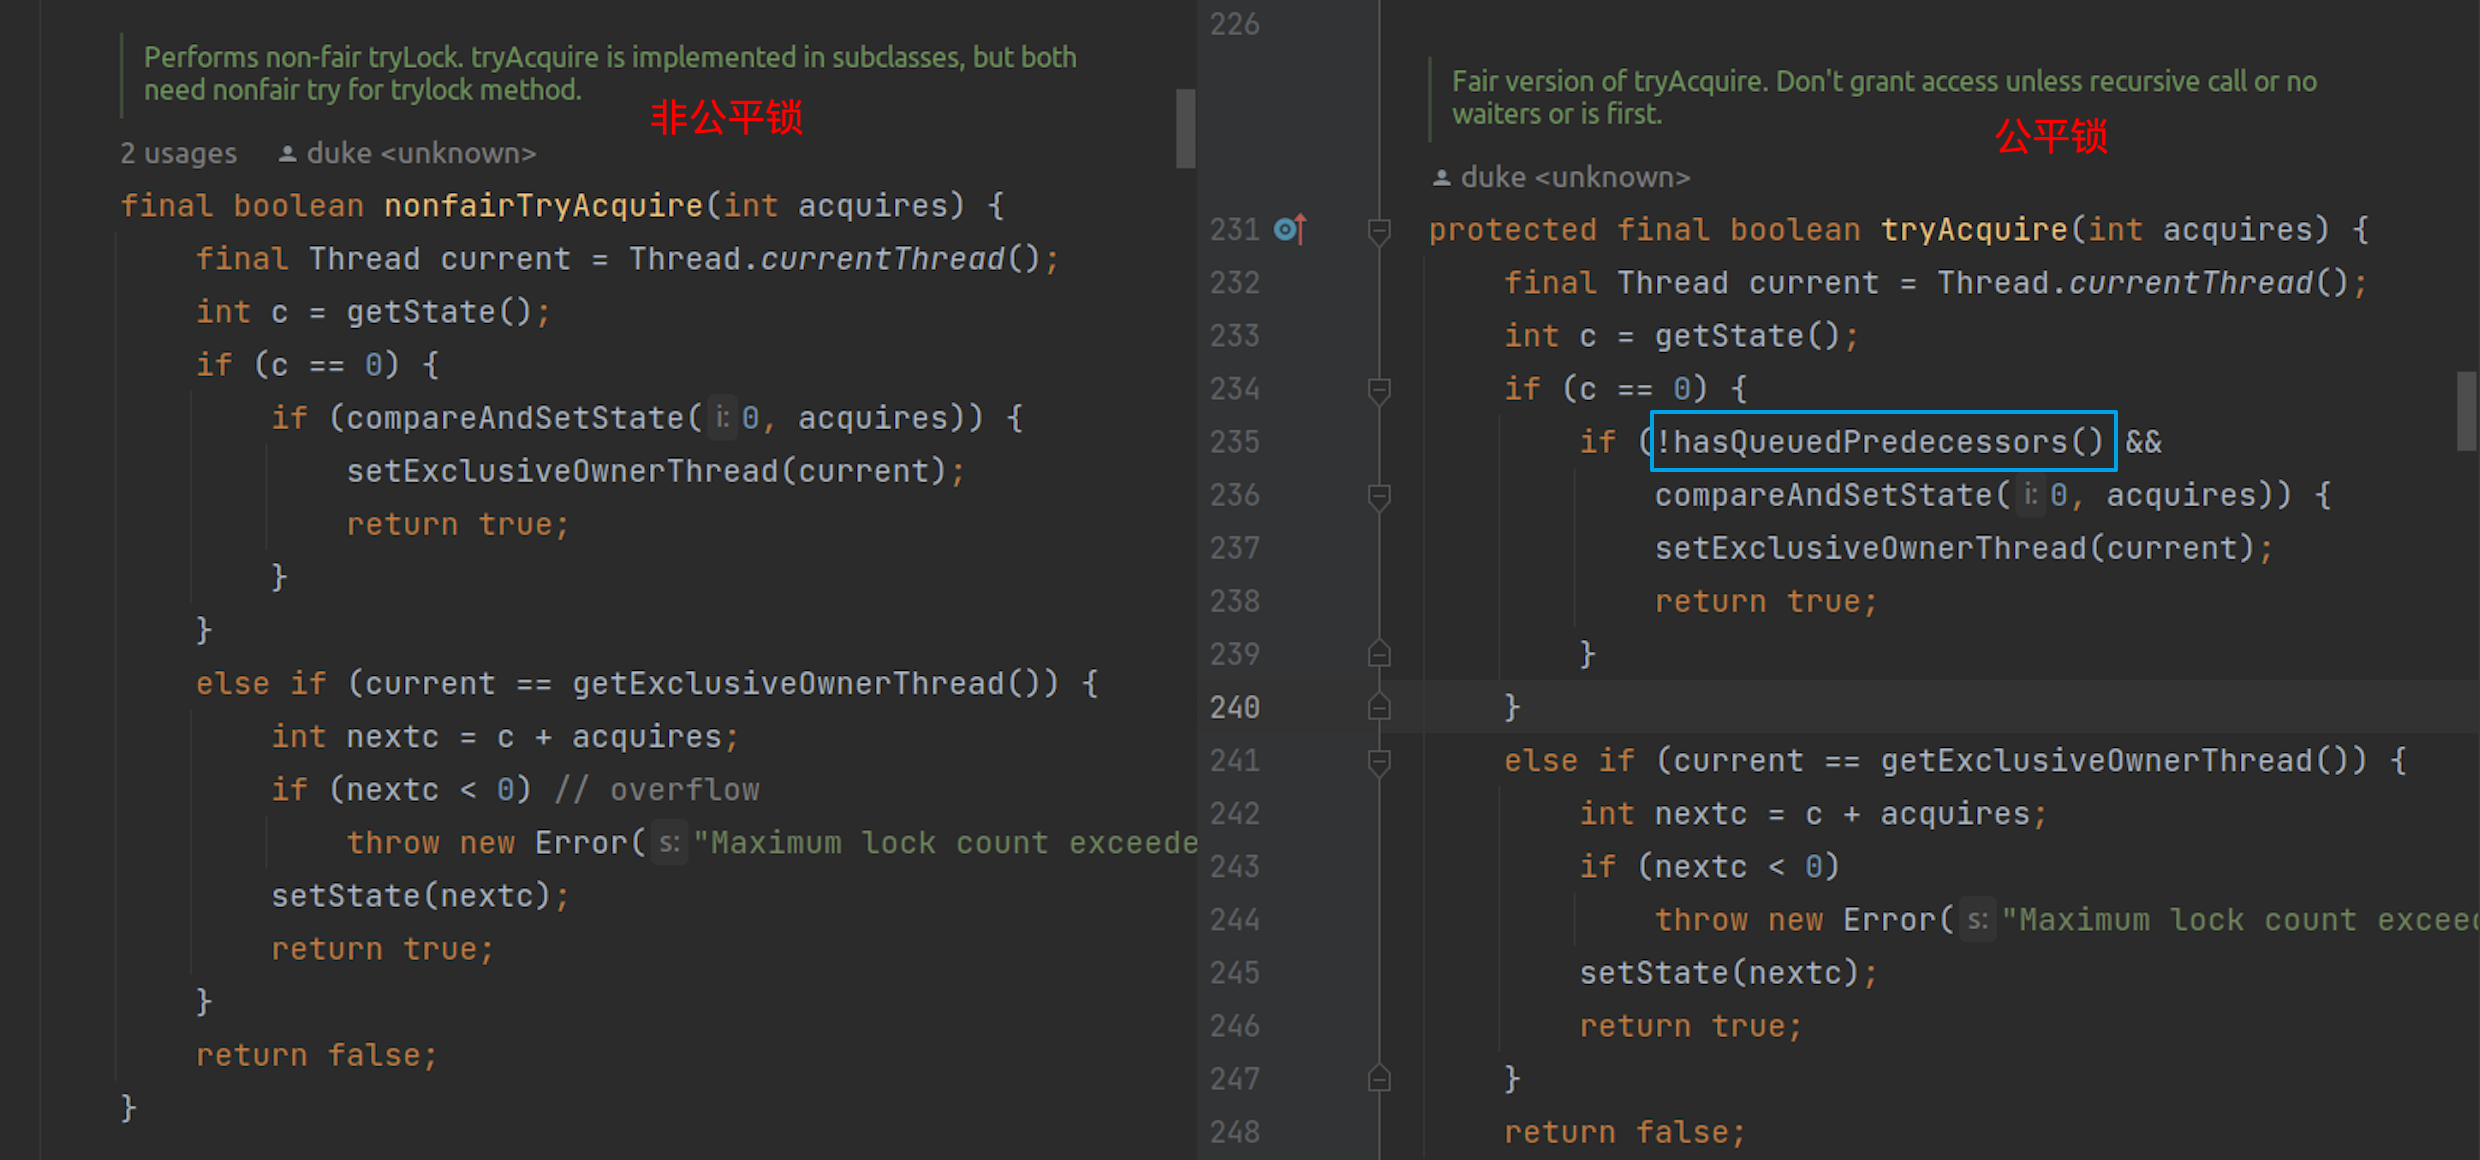 Performs non-fair tryLock. tryAcquire is implemented in subclasses, but both
need nonfair try for trylock method.
非公平锁
2 usages duke <unknown>
final boolean nonfairTryAcquire(int acquires) {
final Thread current = Thread.currentThread();
int c = getState();
if (c == 0) {
if (compareAndSetState( i: 0, acquires)) {
setExclusiveOwnerThread(current);
return true;
}
}
else if (current == getExclusiveOwnerThread()) {
int nextc = c + acquires;
if (nextc < 0) // overflow
throw new Error( s: "Maximum lock count exceede
setState(nextc);
return true;
}
return false;
}
226
Fair version of tryAcquire. Don't grant access unless recursive call or no
waiters or is first.
公平锁
duke <unknown>
231 protected final boolean tryAcquire(int acquires) {
232 final Thread current = Thread.currentThread();
233 int c = getState();
234 if (c == 0) {
235 if (!hasQueuedPredecessors() &&
236 compareAndSetState( i: 0, acquires)) {
237 setExclusiveOwnerThread(current);
238 return true;
239 }
240 }
241 else if (current == getExclusiveOwnerThread()) {
242 int nextc = c + acquires;
243 if (nextc < 0)
244 throw new Error( s: "Maximum lock count exceed
245 setState(nextc);
246 return true;
247 }
248 return false;